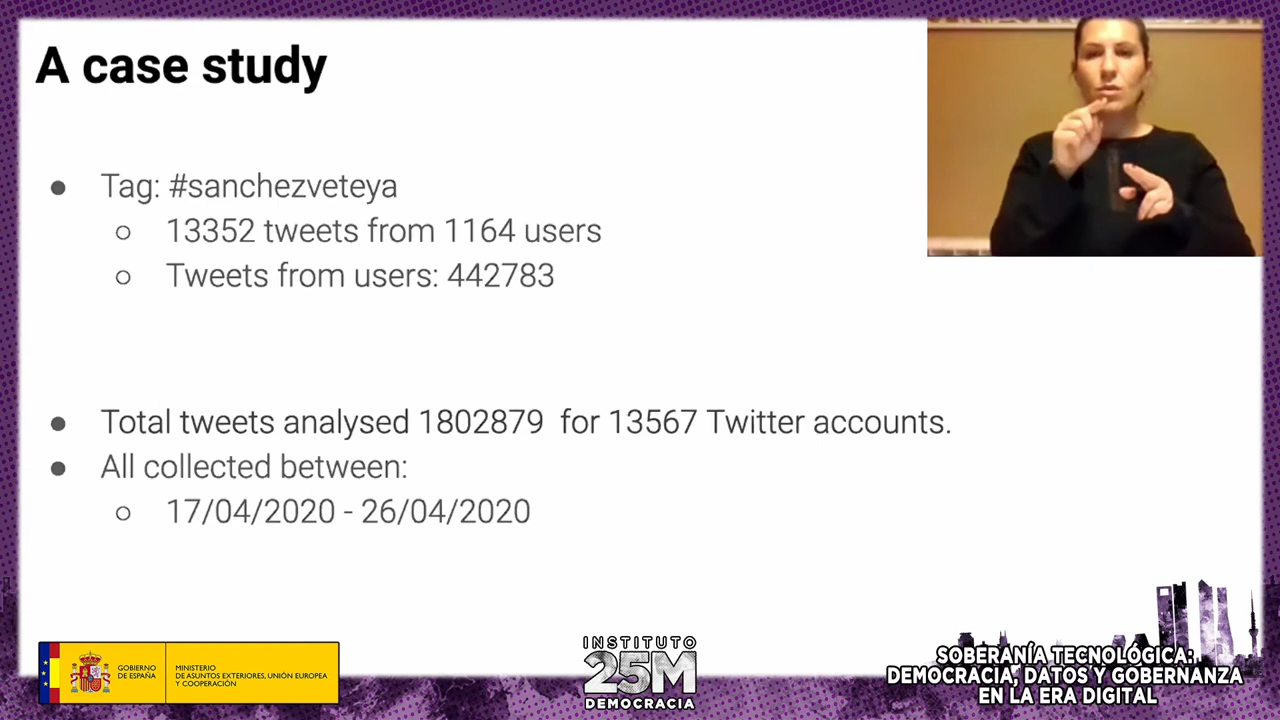 A case study
Tag: #sanchezveteya
13352 tweets from 1164 users
Tweets from users: 442783
Total tweets analysed 1802879 for 13567 Twitter accounts.
All collected between:
17/04/2020 - 26/04/2020
GOBIERNO
DE ESPAÑA
MINISTERIO
DE ASUNTOS EXTERIORES, UNIÓN EUROPEA
Y COOPERACIÓN
INSTITUTO
25M
DEMOCRACIA
SOBERANÍA TECNOLÓGICA:
DEMOCRACIA, DATOS Y GOBERNANZA
EN LA ERA DIGITAL